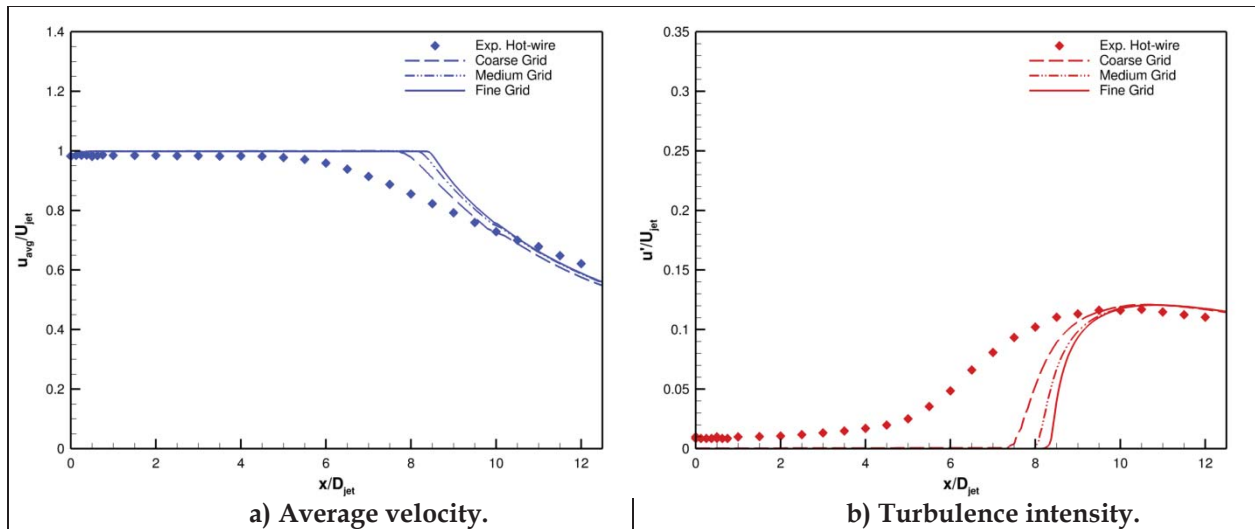 1.4
1.2
1
0.8
0.6
0.4
0.2
0
u_avg/U_jet
Exp. Hot-wire
Coarse Grid
Medium Grid
Fine Grid
0 2 4 6 8 10 12
x/D_jet
a) Average velocity.
0.35
0.3
0.25
0.2
0.15
0.1
0.05
0
u'/U_jet
Exp. Hot-wire
Coarse Grid
Medium Grid
Fine Grid
0 2 4 6 8 10 12
x/D_jet
b) Turbulence intensity.